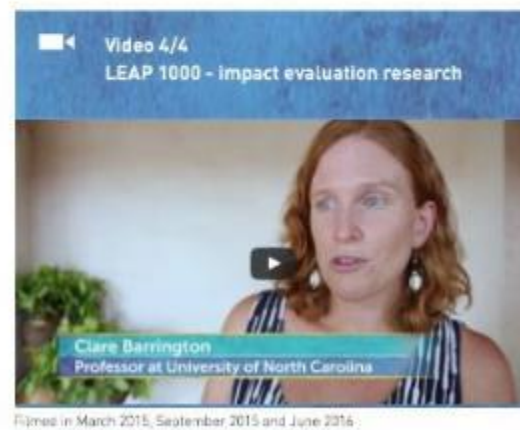 Video 4/4
LEAP 1000 - impact evaluation research
Clare Barrington
Professor at University of North Carolina
Filmed in March 2015, September 2015 and June 2016